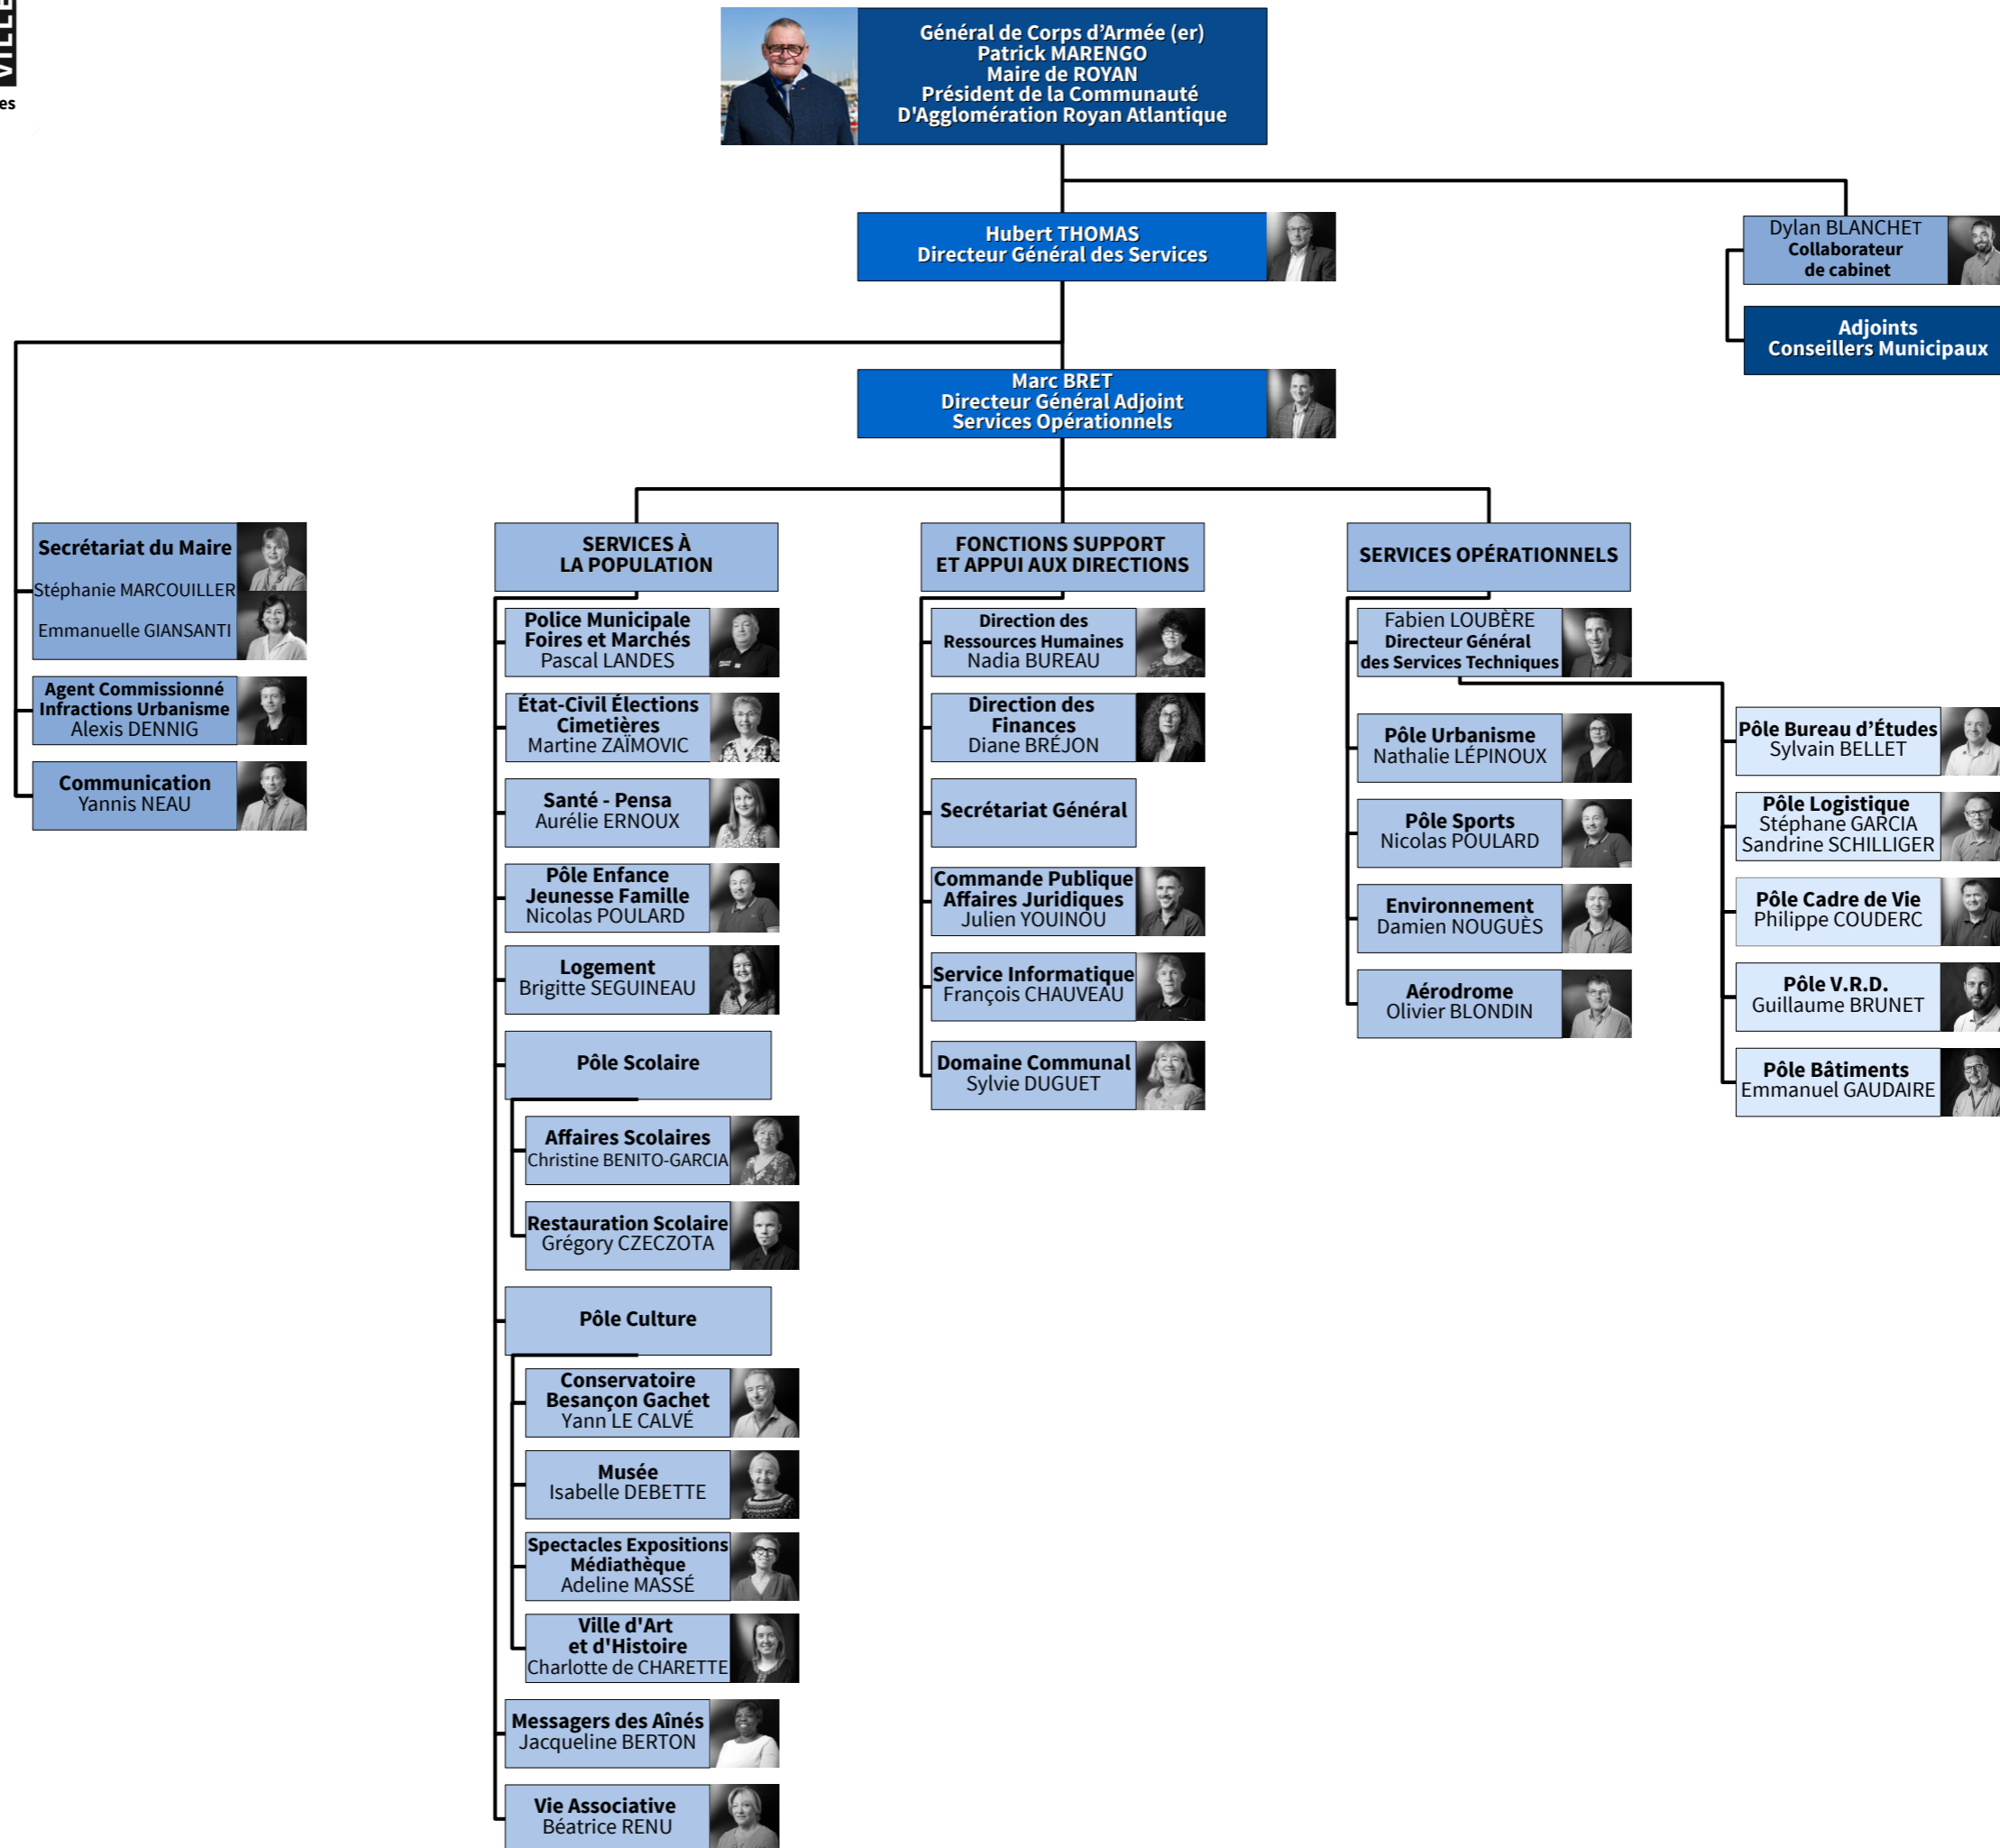 VILLE
es
Général de Corps d’Armée (er)
Patrick MARENGO
Maire de ROYAN
Président de la Communauté
D'Agglomération Royan Atlantique
Hubert THOMAS
Directeur Général des Services
Dylan BLANCHET
Collaborateur
de cabinet
Adjoints
Conseillers Municipaux
Marc BRET
Directeur Général Adjoint
Services Opérationnels
Secrétariat du Maire
Stéphanie MARCOUILLER
Emmanuelle GIANSANTI
Agent Commissionné
Infractions Urbanisme
Alexis DENNIG
Communication
Yannis NEAU
SERVICES À
LA POPULATION
Police Municipale
Foires et Marchés
Pascal LANDES
État-Civil Élections
Cimetières
Martine ZAÏMOVIC
Santé - Pensa
Aurélie ERNOUX
Pôle Enfance
Jeunesse Famille
Nicolas POULARD
Logement
Brigitte SEGUINEAU
Pôle Scolaire
Affaires Scolaires
Christine BENITO-GARCIA
Restauration Scolaire
Grégory CZECZOTA
Pôle Culture
Conservatoire
Besançon Gachet
Yann LE CALVÉ
Musée
Isabelle DEBETTE
Spectacles Expositions
Médiathèque
Adeline MASSÉ
Ville d'Art
et d'Histoire
Charlotte de CHARETTE
Messagers des Aînés
Jacqueline BERTON
Vie Associative
Béatrice RENU
FONCTIONS SUPPORT
ET APPUI AUX DIRECTIONS
Direction des
Ressources Humaines
Nadia BUREAU
Direction des
Finances
Diane BRÉJON
Secrétariat Général
Commande Publique
Affaires Juridiques
Julien YOUINOU
Service Informatique
François CHAUVEAU
Domaine Communal
Sylvie DUGUET
SERVICES OPÉRATIONNELS
Fabien LOUBÈRE
Directeur Général
des Services Techniques
Pôle Urbanisme
Nathalie LÉPINOUX
Pôle Sports
Nicolas POULARD
Environnement
Damien NOUGUÈS
Aérodrome
Olivier BLONDIN
Pôle Bureau d’Études
Sylvain BELLET
Pôle Logistique
Stéphane GARCIA
Sandrine SCHILLIGER
Pôle Cadre de Vie
Philippe COUDERC
Pôle V.R.D.
Guillaume BRUNET
Pôle Bâtiments
Emmanuel GAUDAIRE